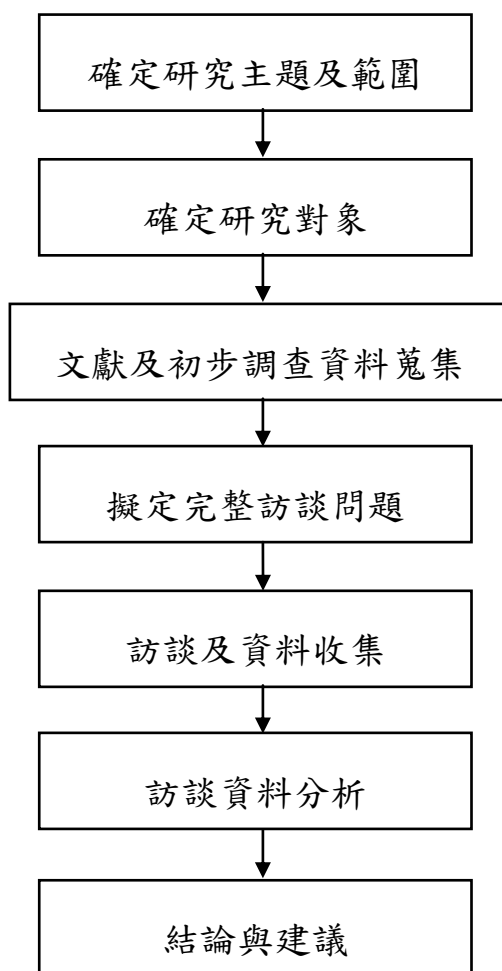 確定研究主題及範圍
確定研究對象
文獻及初步調查資料蒐集
擬定完整訪談問題
訪談及資料收集
訪談資料分析
結論與建議